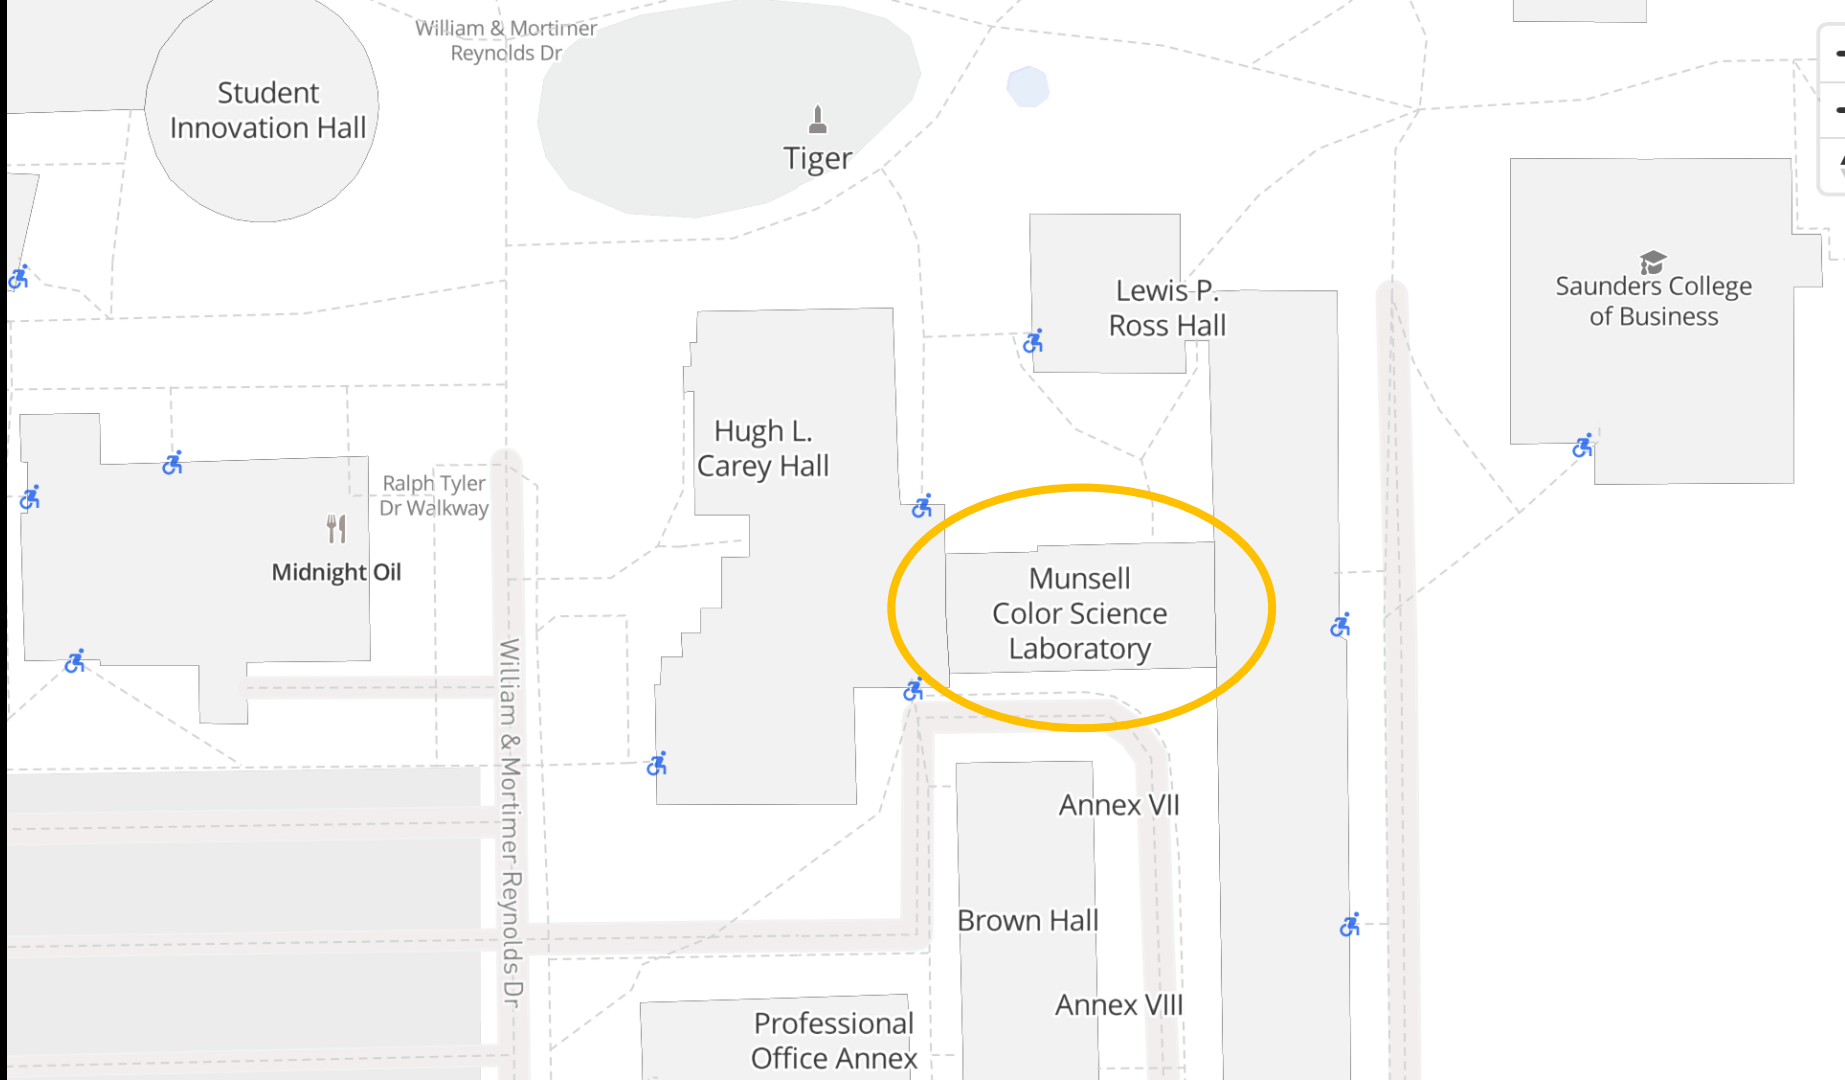 William & Mortimer
Reynolds Dr
Student
Innovation Hall
Tiger
Lewis P.
Ross Hall
Saunders College
of Business
Hugh L.
Carey Hall
Ralph Tyler
Dr Walkway
Midnight Oil
Munsell
Color Science
Laboratory
William & Mortimer Reynolds Dr
Annex VII
Brown Hall
Annex VIII
Professional
Office Annex